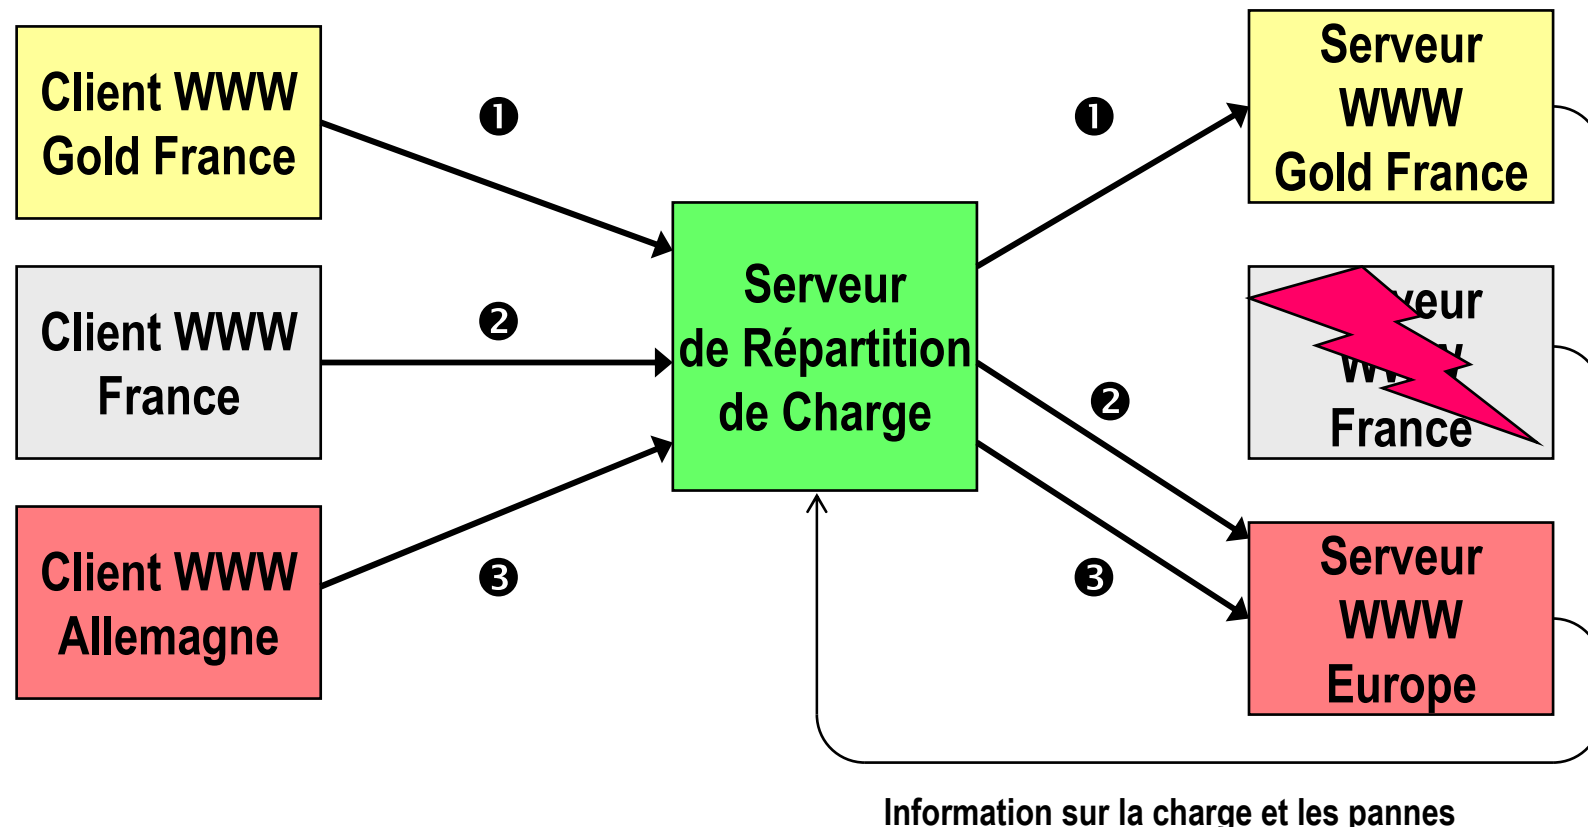 Client WWW
Gold France
❶
❶
Serveur
WWW
Gold France
Client WWW
France
❷
Serveur
de Répartition
de Charge
❷
France
Client WWW
Allemagne
❸
❸
Serveur
WWW
Europe
Information sur la charge et les pannes